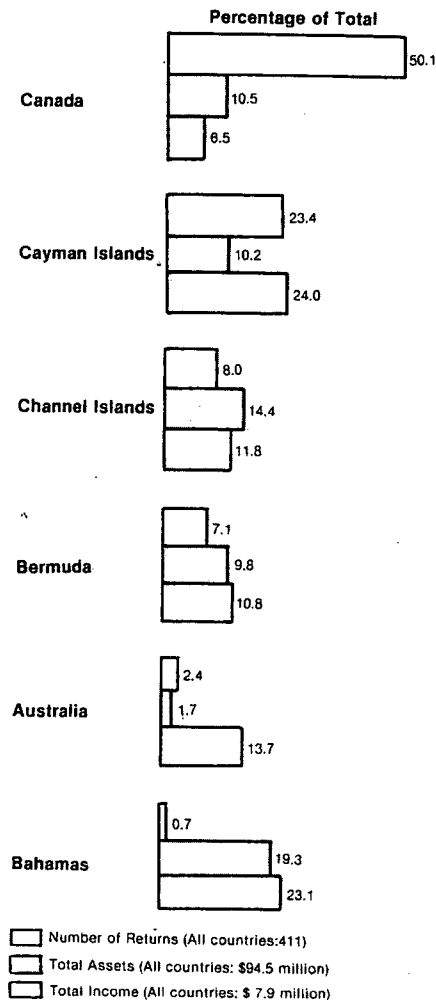 Percentage of Total
50.1
Canada
10.5
6.5
23.4
Cayman Islands
10.2
24.0
8.0
Channel Islands
14.4
11.8
7.1
Bermuda
9.8
10.8
2.4
Australia
1.7
13.7
0.7
Bahamas
19.3
23.1
Number of Returns (All countries:411)
Total Assets (All countries: $94.5 million)
Total Income (All countries: $ 7.9 million)